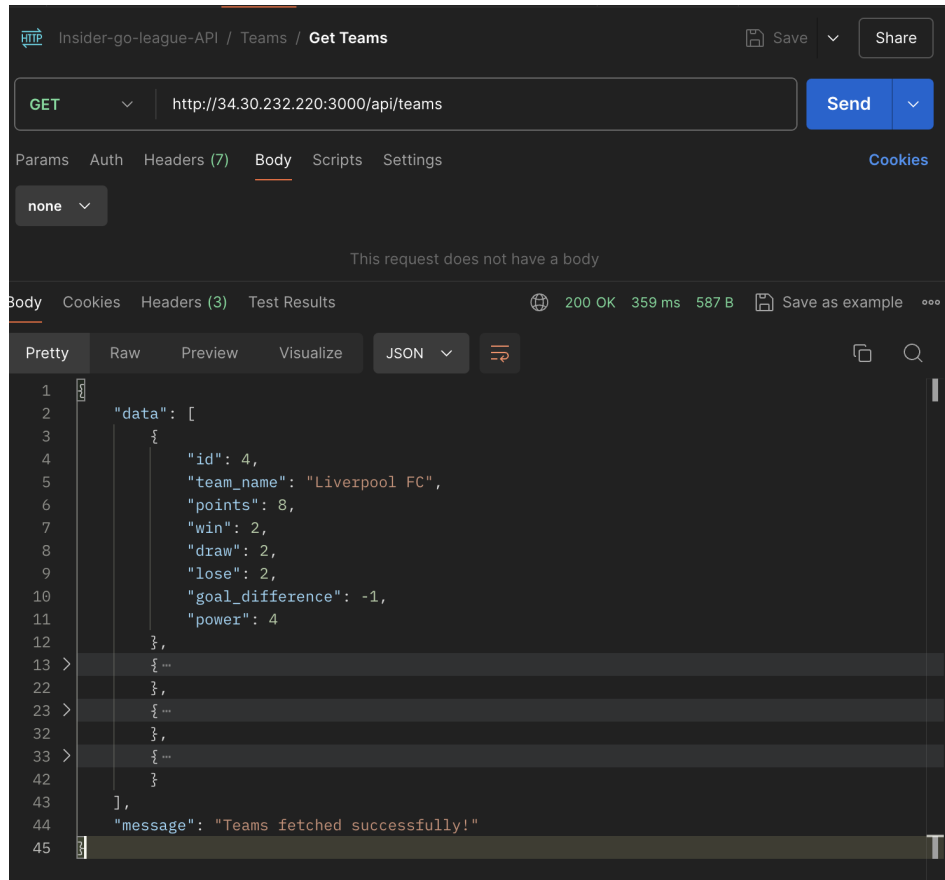 HTTP Insider-go-league-API / Teams / Get Teams Save Share
GET http://34.30.232.220:3000/api/teams Send
Params Auth Headers (7) Body Scripts Settings Cookies
none
This request does not have a body
Body Cookies Headers (3) Test Results 200 OK 359 ms 587 B Save as example
Pretty Raw Preview Visualize JSON
1 {
2 "data": [
3 {
4 "id": 4,
5 "team_name": "Liverpool FC",
6 "points": 8,
7 "win": 2,
8 "draw": 2,
9 "lose": 2,
10 "goal_difference": -1,
11 "power": 4
12 },
13 { ⋯
22 },
23 { ⋯
32 },
33 { ⋯
42 }
43 ],
44 "message": "Teams fetched successfully!"
45 }